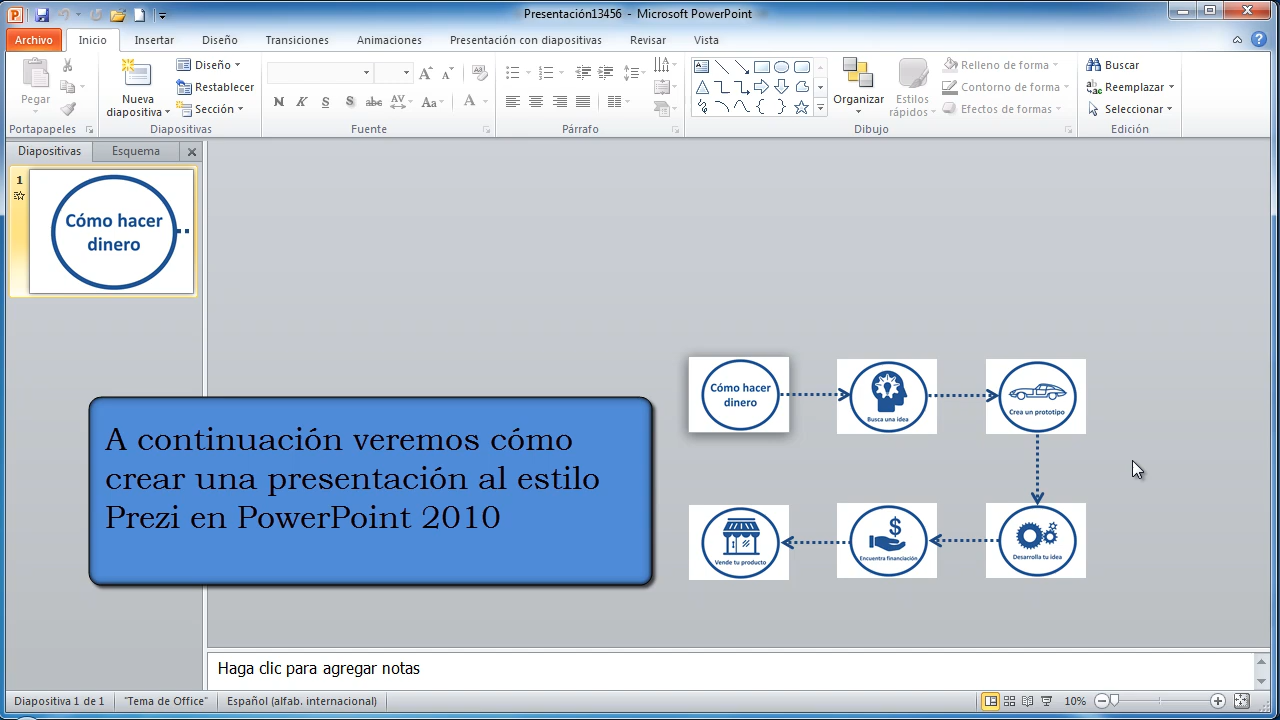 Presentación13456 - Microsoft PowerPoint
Archivo Inicio Insertar Diseño Transiciones Animaciones Presentación con diapositivas Revisar Vista
Pegar
Portapapeles
Nueva diapositiva
Diseño
Restablecer
Sección
Diapositivas
N K S S abc AV Aa A
Fuente
Párrafo
Organizar
Estilos rápidos
Relleno de forma
Contorno de forma
Efectos de formas
Dibujo
Buscar
Reemplazar
Seleccionar
Edición
Diapositivas Esquema
1
Cómo hacer
dinero
Cómo hacer
dinero
Busca una idea
Crea un prototipo
Vende tu producto
Encuentra financiación
Desarrolla tu idea
A continuación veremos cómo
crear una presentación al estilo
Prezi en PowerPoint 2010
Haga clic para agregar notas
Diapositiva 1 de 1 "Tema de Office" Español (alfab. internacional) 10%